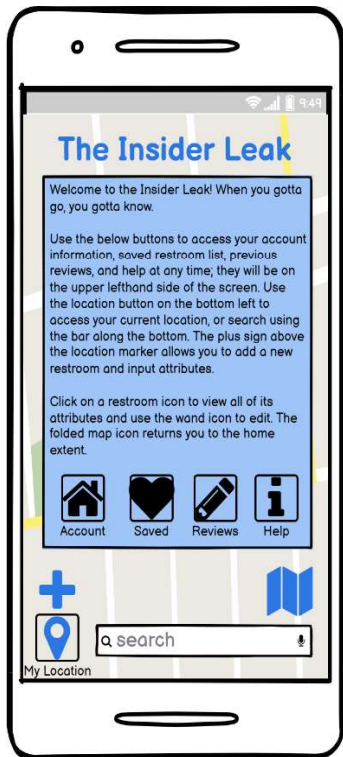 9:49
The Insider Leak
Welcome to the Insider Leak! When you gotta
go, you gotta know.
Use the below buttons to access your account
information, saved restroom list, previous
reviews, and help at any time; they will be on
the upper lefthand side of the screen. Use
the location button on the bottom left to
access your current location, or search using
the bar along the bottom. The plus sign above
the location marker allows you to add a new
restroom and input attributes.
Click on a restroom icon to view all of its
attributes and use the wand icon to edit. The
folded map icon returns you to the home
extent.
Account Saved Reviews Help
search
My Location